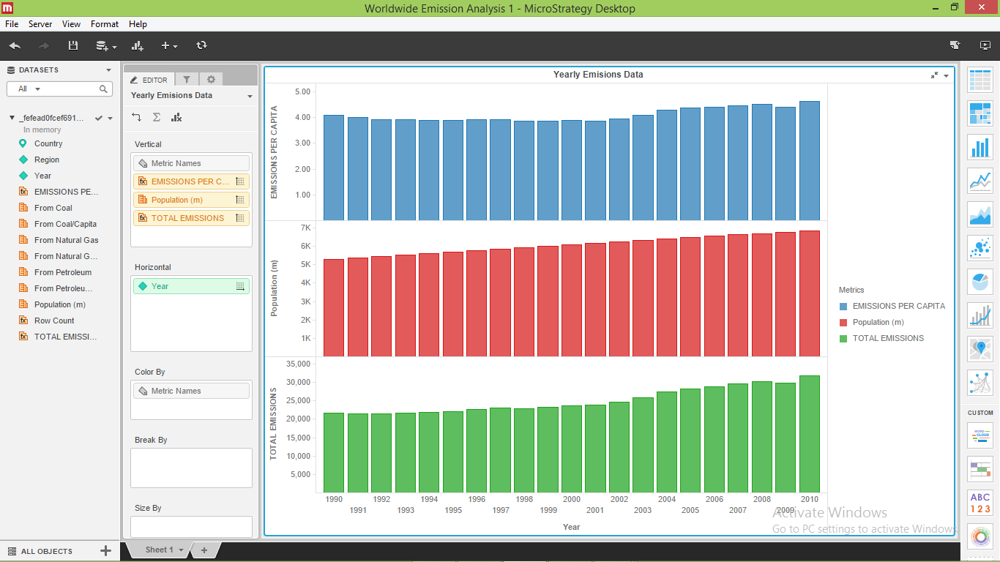 Worldwide Emission Analysis 1 - MicroStrategy Desktop
File Server View Format Help
DATASETS
All
_fefead0fcef691...
In memory
Country
Region
Year
EMISSIONS PE...
From Coal
From Coal/Capita
From Natural Gas
From Natural G...
From Petroleum
From Petroleu...
Population (m)
Row Count
TOTAL EMISSI...
ALL OBJECTS
EDITOR
Yearly Emisions Data
Vertical
Metric Names
fx EMISSIONS PER C...
Population (m)
fx TOTAL EMISSIONS
Horizontal
Year
Color By
Metric Names
Break By
Size By
Yearly Emisions Data
EMISSIONS PER CAPITA
5.00
4.00
3.00
2.00
1.00
Population (m)
7K
6K
5K
4K
3K
2K
1K
TOTAL EMISSIONS
35,000
30,000
25,000
20,000
15,000
10,000
5,000
1990 1992 1994 1996 1998 2000 2002 2004 2006 2008 2010
1991 1993 1995 1997 1999 2001 2003 2005 2007 2009
Year
Metrics
EMISSIONS PER CAPITA
Population (m)
TOTAL EMISSIONS
Activate Windows
Go to PC settings to activate Windows.
Sheet 1
CUSTOM
WORD
CLOUD
ABC
123